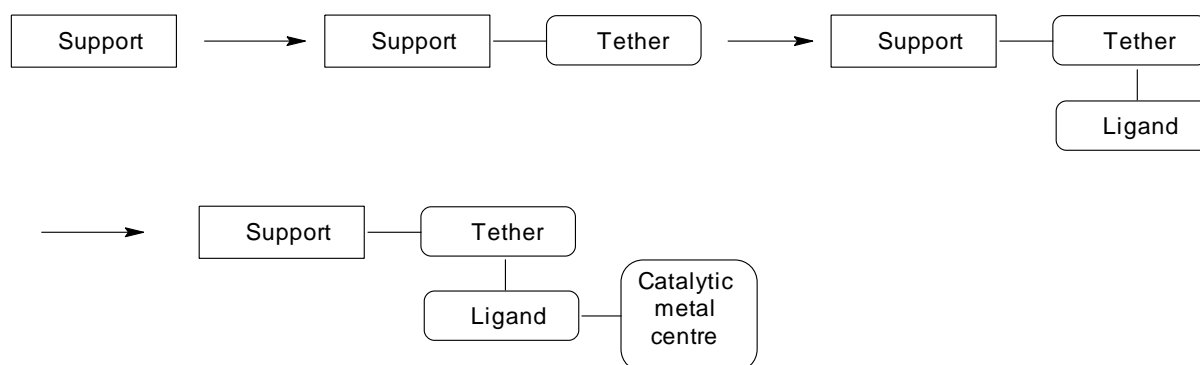 Support Support Tether Support Tether
Ligand
Support Tether
Ligand
Catalytic
metal
centre